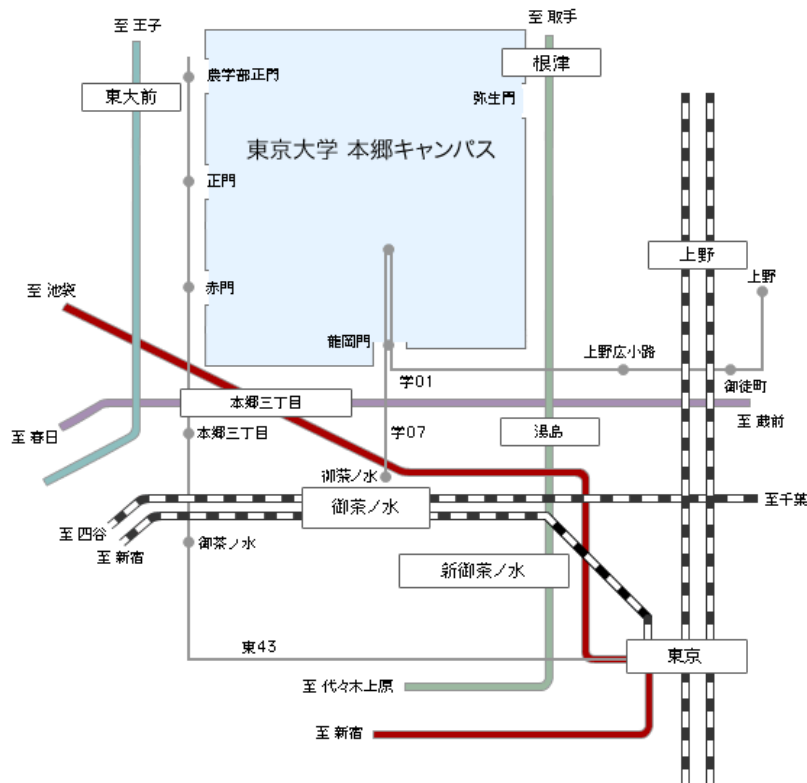 至 王子
至 取手
東大前
農学部正門
根津
弥生門
東京大学 本郷キャンパス
正門
上野
至 池袋
赤門
上野
龍岡門
上野広小路
御徒町
学01
本郷三丁目
至 蔵前
至 春日
本郷三丁目
学07
湯島
御茶ノ水
御茶ノ水
至千葉
至 四谷
至 新宿
御茶ノ水
新御茶ノ水
東43
東京
至 代々木上原
至 新宿